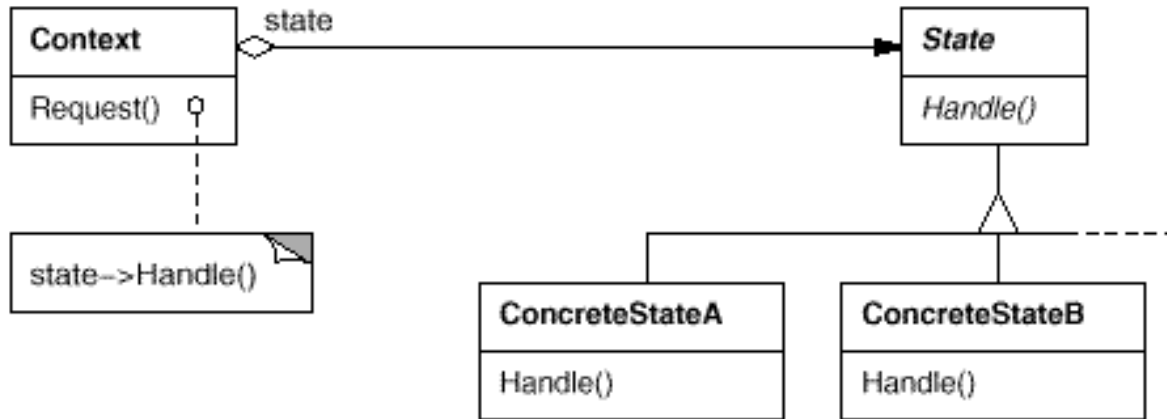 state
Context
State
Request()
Handle()
state->Handle()
ConcreteStateA
ConcreteStateB
Handle()
Handle()